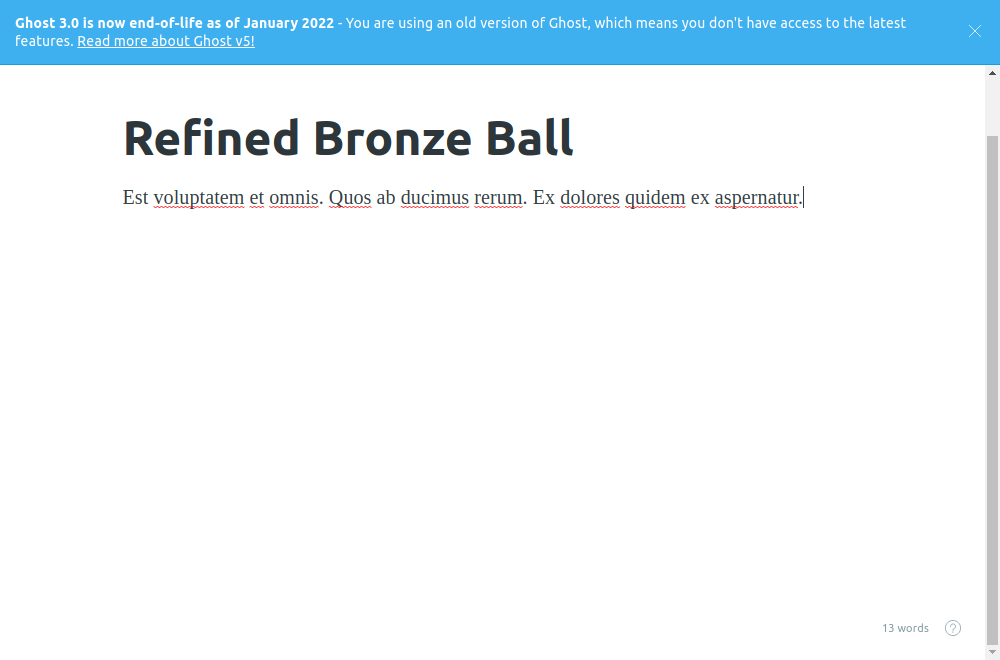 Ghost 3.0 is now end-of-life as of January 2022 - You are using an old version of Ghost, which means you don't have access to the latest
features. Read more about Ghost v5!
Refined Bronze Ball
Est voluptatem et omnis. Quos ab ducimus rerum. Ex dolores quidem ex aspernatur.
13 words
?